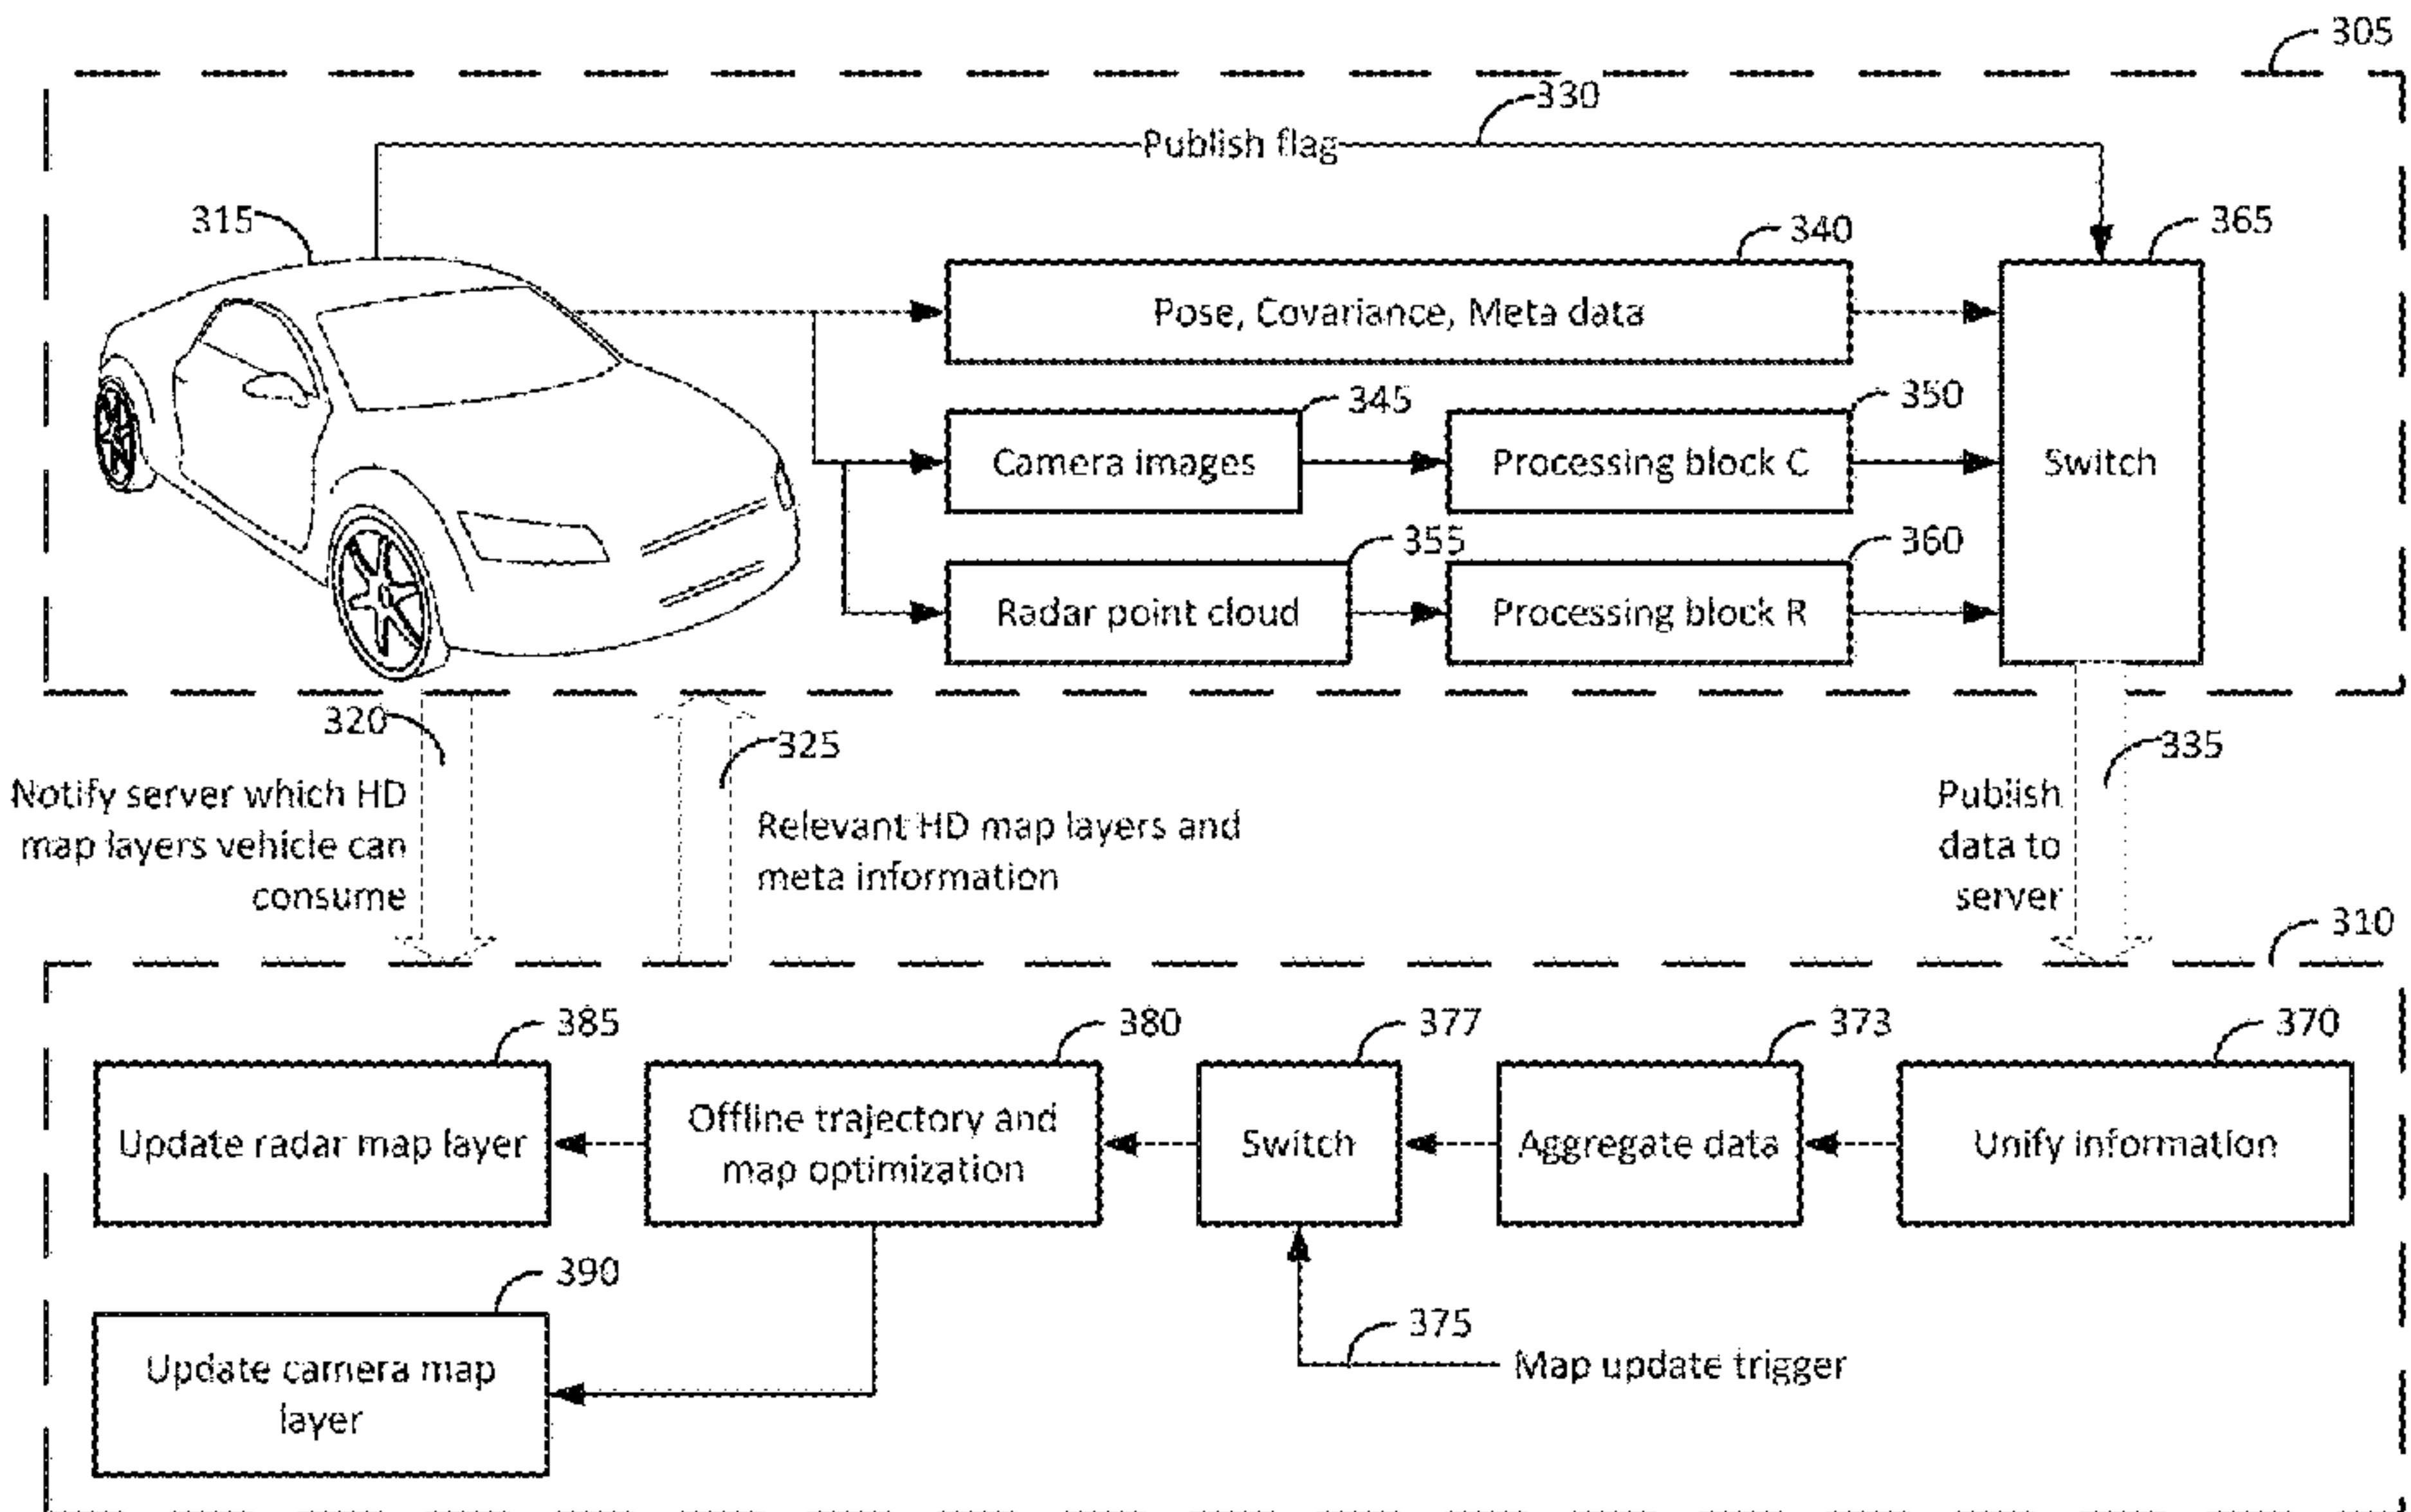 305
330
Publish flag
315
340
365
Pose, Covariance, Meta data
345
350
Camera images
Processing block C
Switch
355
360
Radar point cloud
Processing block R
320
325
335
Notify server which HD
map layers vehicle can
consume
Relevant HD map layers and
meta information
Publish
data to
server
310
385
380
377
373
370
Update radar map layer
Offline trajectory and
map optimization
Switch
Aggregate data
Unify information
390
375
Update camera map
layer
Map update trigger